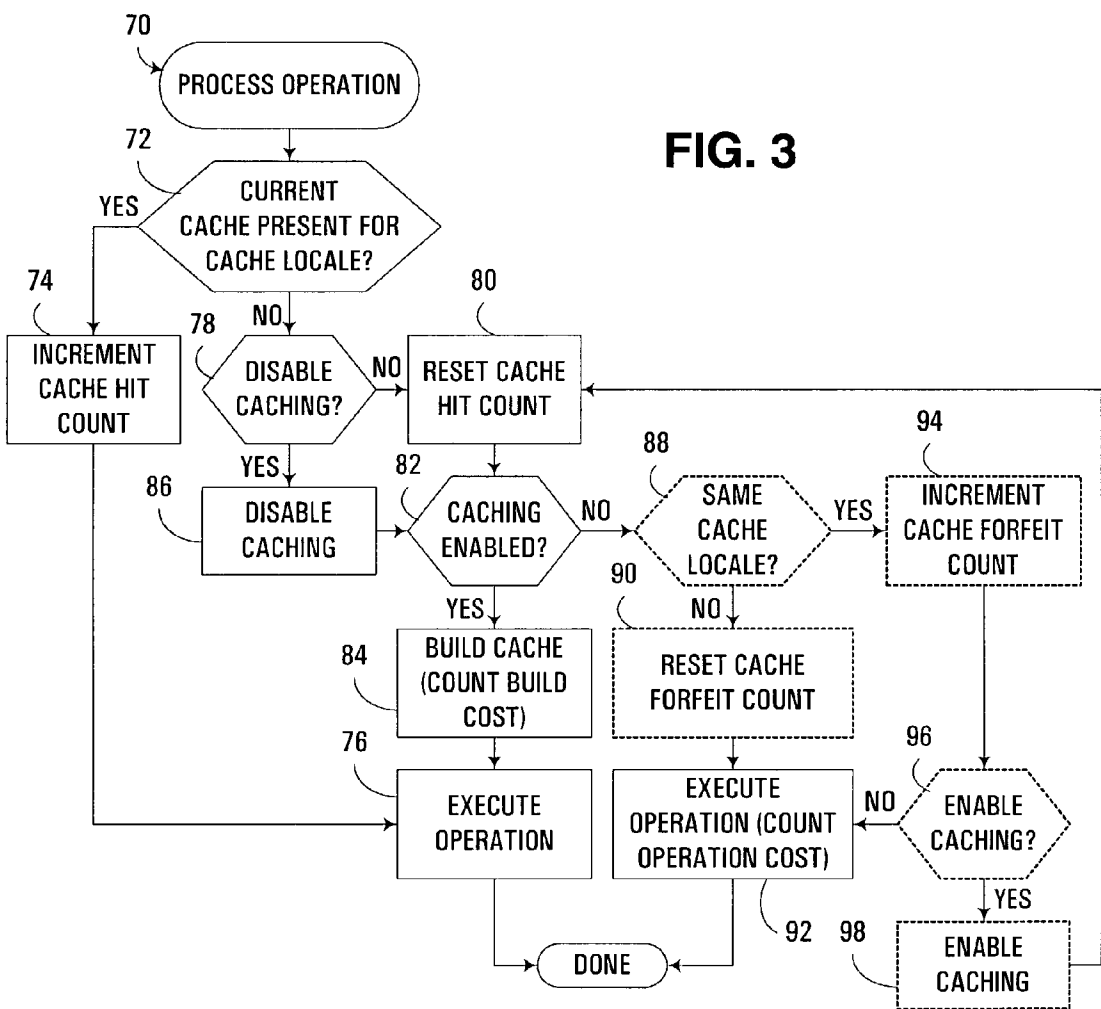 70
PROCESS OPERATION
FIG. 3
72
YES
CURRENT
CACHE PRESENT FOR
CACHE LOCALE?
74
INCREMENT
CACHE HIT
COUNT
NO
78
DISABLE
CACHING?
NO
80
RESET CACHE
HIT COUNT
YES
86
DISABLE
CACHING
82
CACHING
ENABLED?
NO
88
SAME
CACHE
LOCALE?
YES
94
INCREMENT
CACHE FORFEIT
COUNT
YES
84
BUILD CACHE
(COUNT BUILD
COST)
NO
90
RESET CACHE
FORFEIT COUNT
76
EXECUTE
OPERATION
EXECUTE
OPERATION (COUNT
OPERATION COST)
92
NO
96
ENABLE
CACHING?
YES
98
ENABLE
CACHING
DONE